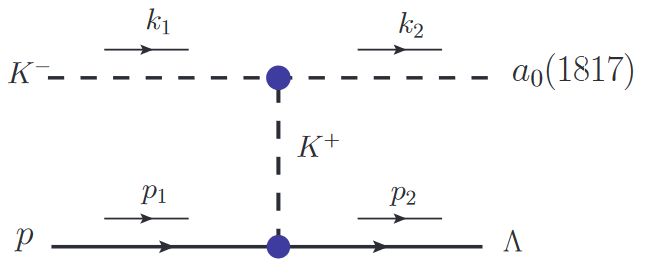 k₁ k₂
K⁻ a₀(1817)
K⁺
p₁ p₂
p Λ